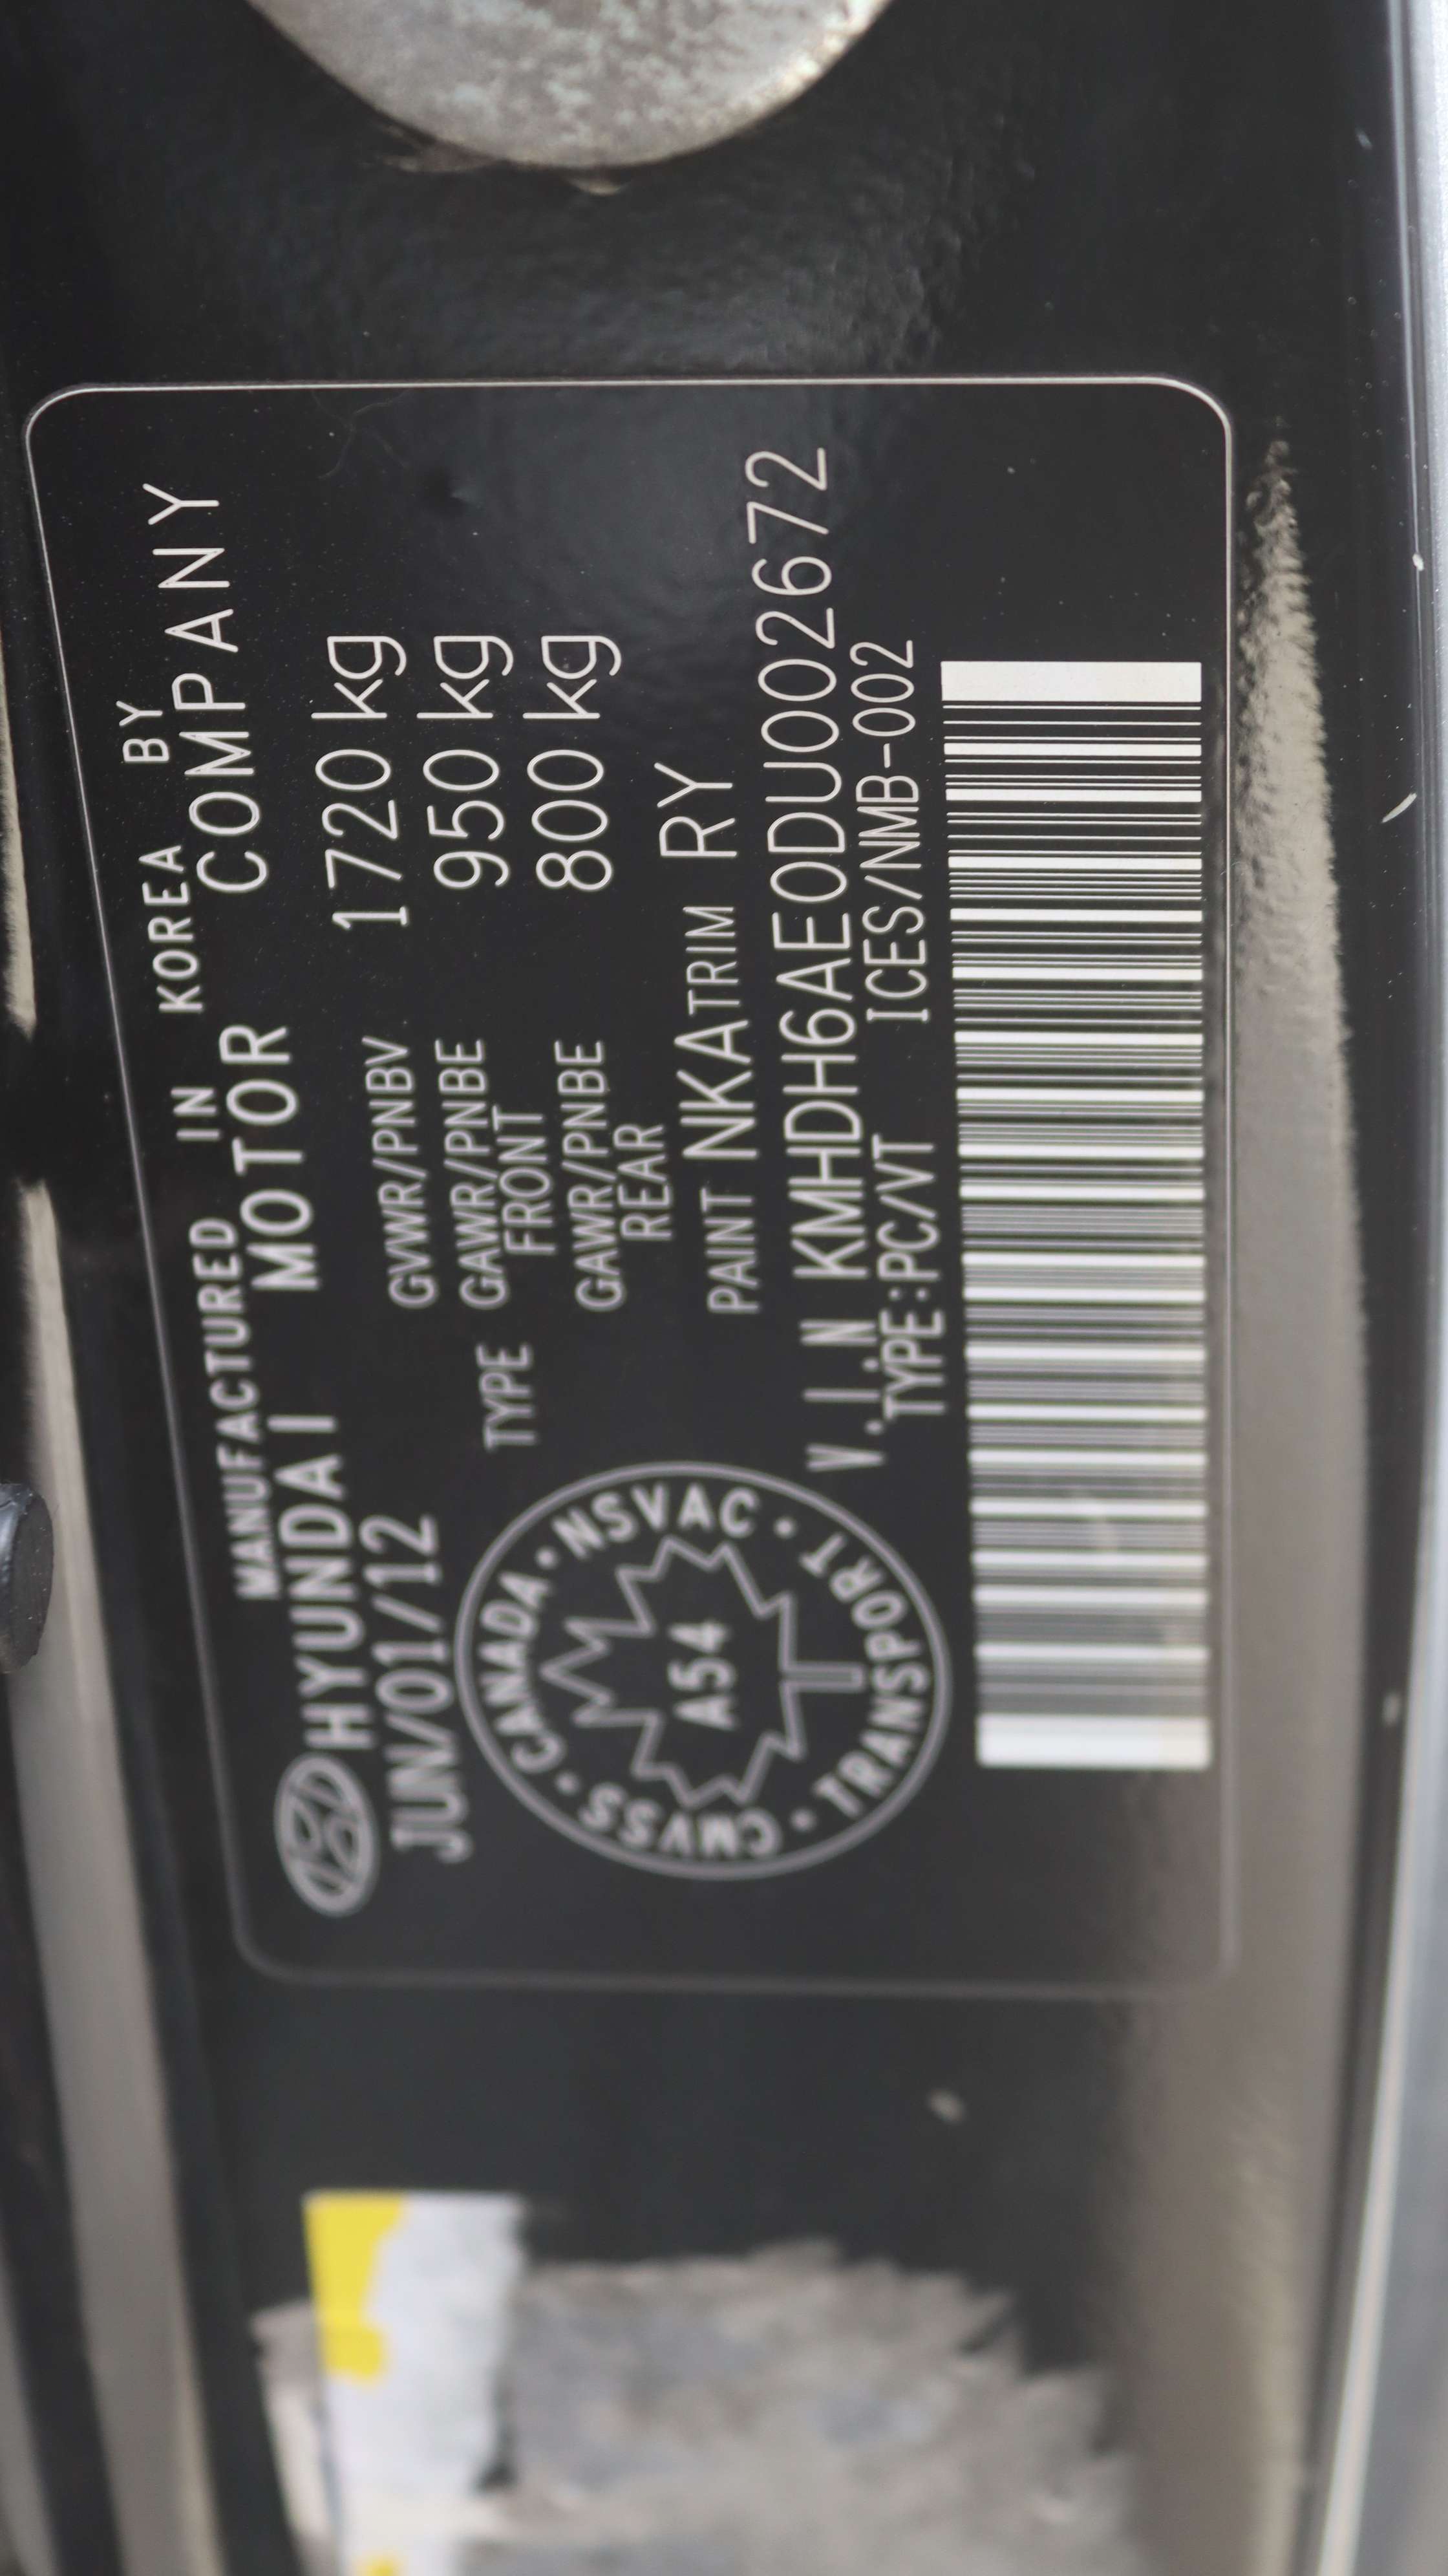 MANUFACTURED IN KOREA BY
HYUNDAI MOTOR COMPANY
JUN/01/12
GVWR/PNBV 1720 kg
TYPE GAWR/PNBE FRONT 950 kg
GAWR/PNBE REAR 800 kg
PAINT NKA TRIM RY
V.I.N KMHDH6AE0DU002672
TYPE:PC/VT ICES/NMB-002
CANADA • NSVAC • TRANSPORT • CMVSS •
A54